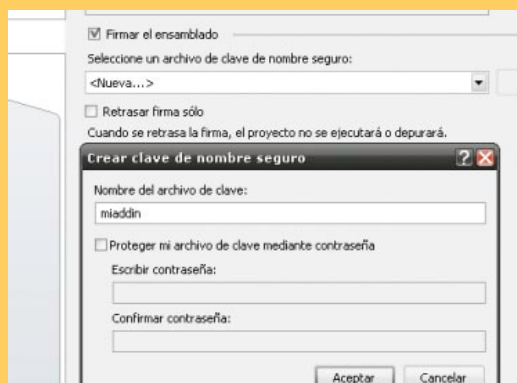 Firmar el ensamblado
Seleccione un archivo de clave de nombre seguro:
<Nueva...>
Retrasar firma sólo
Cuando se retrasa la firma, el proyecto no se ejecutará o depurará.
Crear clave de nombre seguro
Nombre del archivo de clave:
miaddin
Proteger mi archivo de clave mediante contraseña
Escribir contraseña:
Confirmar contraseña:
Aceptar Cancelar